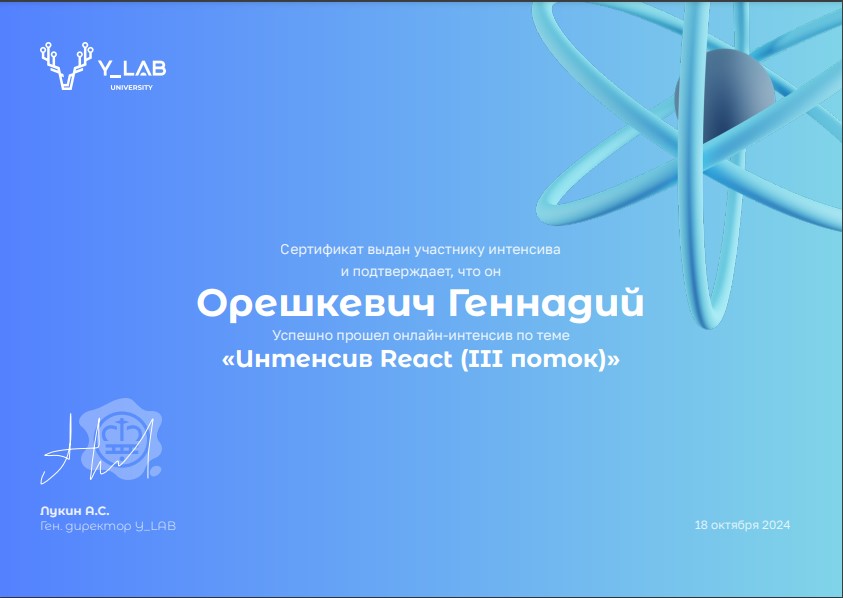 Y_LAB
UNIVERSITY
Сертификат выдан участнику интенсива
и подтверждает, что он
Орешкевич Геннадий
Успешно прошел онлайн-интенсив по теме
«Интенсив React (III поток)»
Лукин А.С.
Ген. директор Y_LAB
18 октября 2024